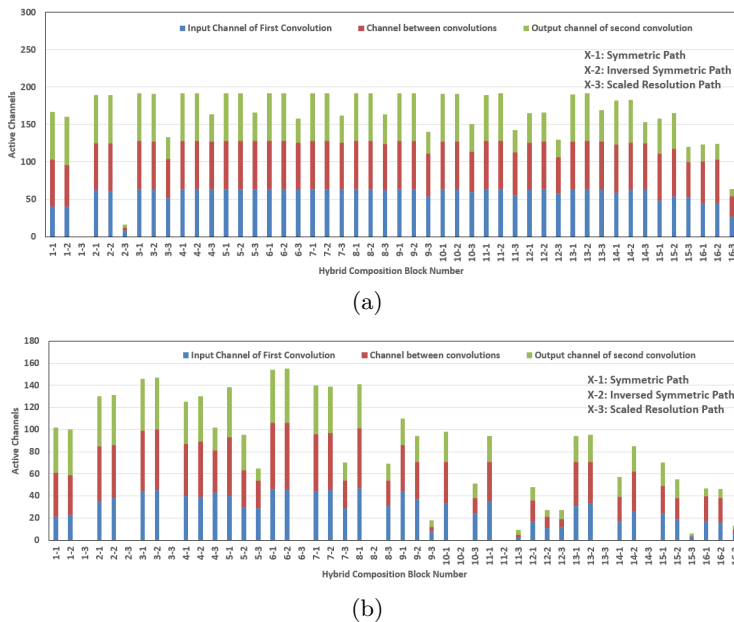 300
250
200
150
100
50
0
Active Channels
Input Channel of First Convolution
Channel between convolutions
Output channel of second convolution
X-1: Symmetric Path
X-2: Inversed Symmetric Path
X-3: Scaled Resolution Path
1-1 1-2 1-3 2-1 2-2 2-3 3-1 3-2 3-3 4-1 4-2 4-3 5-1 5-2 5-3 6-1 6-2 6-3 7-1 7-2 7-3 8-1 8-2 8-3 9-1 9-2 9-3 10-1 10-2 10-3 11-1 11-2 11-3 12-1 12-2 12-3 13-1 13-2 13-3 14-1 14-2 14-3 15-1 15-2 15-3 16-1 16-2 16-3
Hybrid Composition Block Number
(a)
180
160
140
120
100
80
60
40
20
0
Active Channels
Input Channel of First Convolution
Channel between convolutions
Output channel of second convolution
X-1: Symmetric Path
X-2: Inversed Symmetric Path
X-3: Scaled Resolution Path
1-1 1-2 1-3 2-1 2-2 2-3 3-1 3-2 3-3 4-1 4-2 4-3 5-1 5-2 5-3 6-1 6-2 6-3 7-1 7-2 7-3 8-1 8-2 8-3 9-1 9-2 9-3 10-1 10-2 10-3 11-1 11-2 11-3 12-1 12-2 12-3 13-1 13-2 13-3 14-1 14-2 14-3 15-1 15-2 15-3 16-1 16-2
Hybrid Composition Block Number
(b)